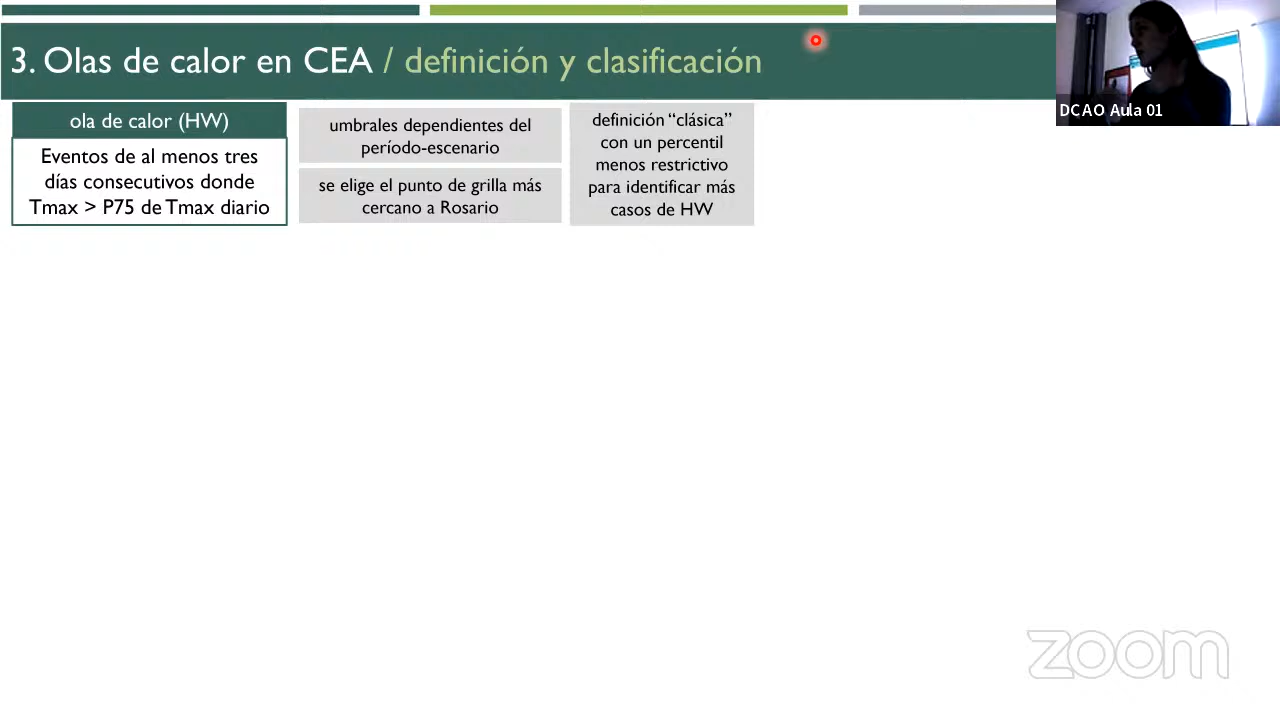 3. Olas de calor en CEA / definición y clasificación
DCAO Aula 01
ola de calor (HW)
Eventos de al menos tres
días consecutivos donde
Tmax > P75 de Tmax diario
umbrales dependientes del
período-escenario
se elige el punto de grilla más
cercano a Rosario
definición “clásica”
con un percentil
menos restrictivo
para identificar más
casos de HW
zoom